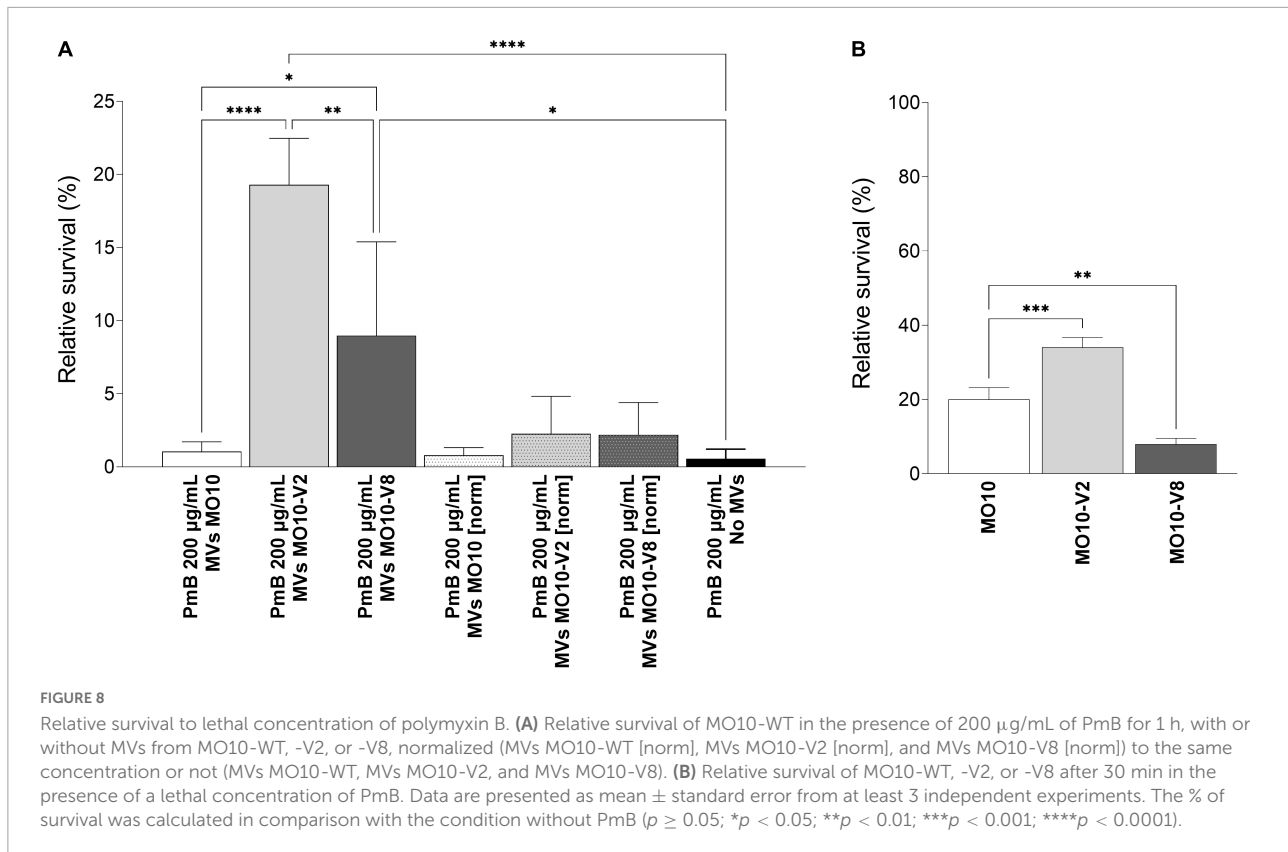 A
B
****
*
****
**
*
25
20
15
10
5
0
Relative survival (%)
PmB 200 µg/mL
MVs MO10
PmB 200 µg/mL
MVs MO10-V2
PmB 200 µg/mL
MVs MO10-V8
PmB 200 µg/mL
MVs MO10 [norm]
PmB 200 µg/mL
MVs MO10-V2 [norm]
PmB 200 µg/mL
MVs MO10-V8 [norm]
PmB 200 µg/mL
No MVs
100
80
60
40
20
0
Relative survival (%)
**
***
MO10
MO10-V2
MO10-V8
FIGURE 8
Relative survival to lethal concentration of polymyxin B. (A) Relative survival of MO10-WT in the presence of 200 µg/mL of PmB for 1 h, with or
without MVs from MO10-WT, -V2, or -V8, normalized (MVs MO10-WT [norm], MVs MO10-V2 [norm], and MVs MO10-V8 [norm]) to the same
concentration or not (MVs MO10-WT, MVs MO10-V2, and MVs MO10-V8). (B) Relative survival of MO10-WT, -V2, or -V8 after 30 min in the
presence of a lethal concentration of PmB. Data are presented as mean ± standard error from at least 3 independent experiments. The % of
survival was calculated in comparison with the condition without PmB (p ≥ 0.05; *p < 0.05; **p < 0.01; ***p < 0.001; ****p < 0.0001).